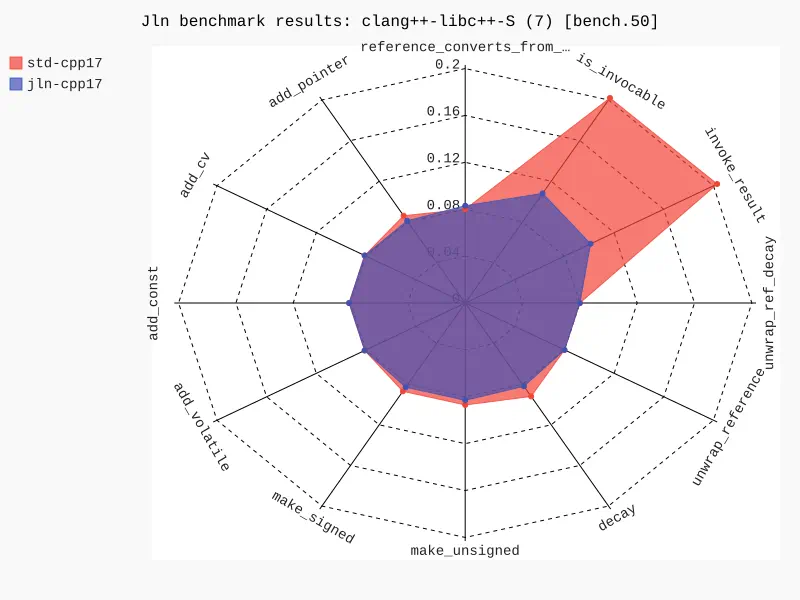 Jln benchmark results: clang++-libc++-S (7) [bench.50]
std-cpp17
jln-cpp17
reference_converts_from_…
is_invocable
invoke_result
unwrap_ref_decay
unwrap_reference
decay
make_unsigned
make_signed
add_volatile
add_const
add_cv
add_pointer
0.2
0.16
0.12
0.08
0.04
0